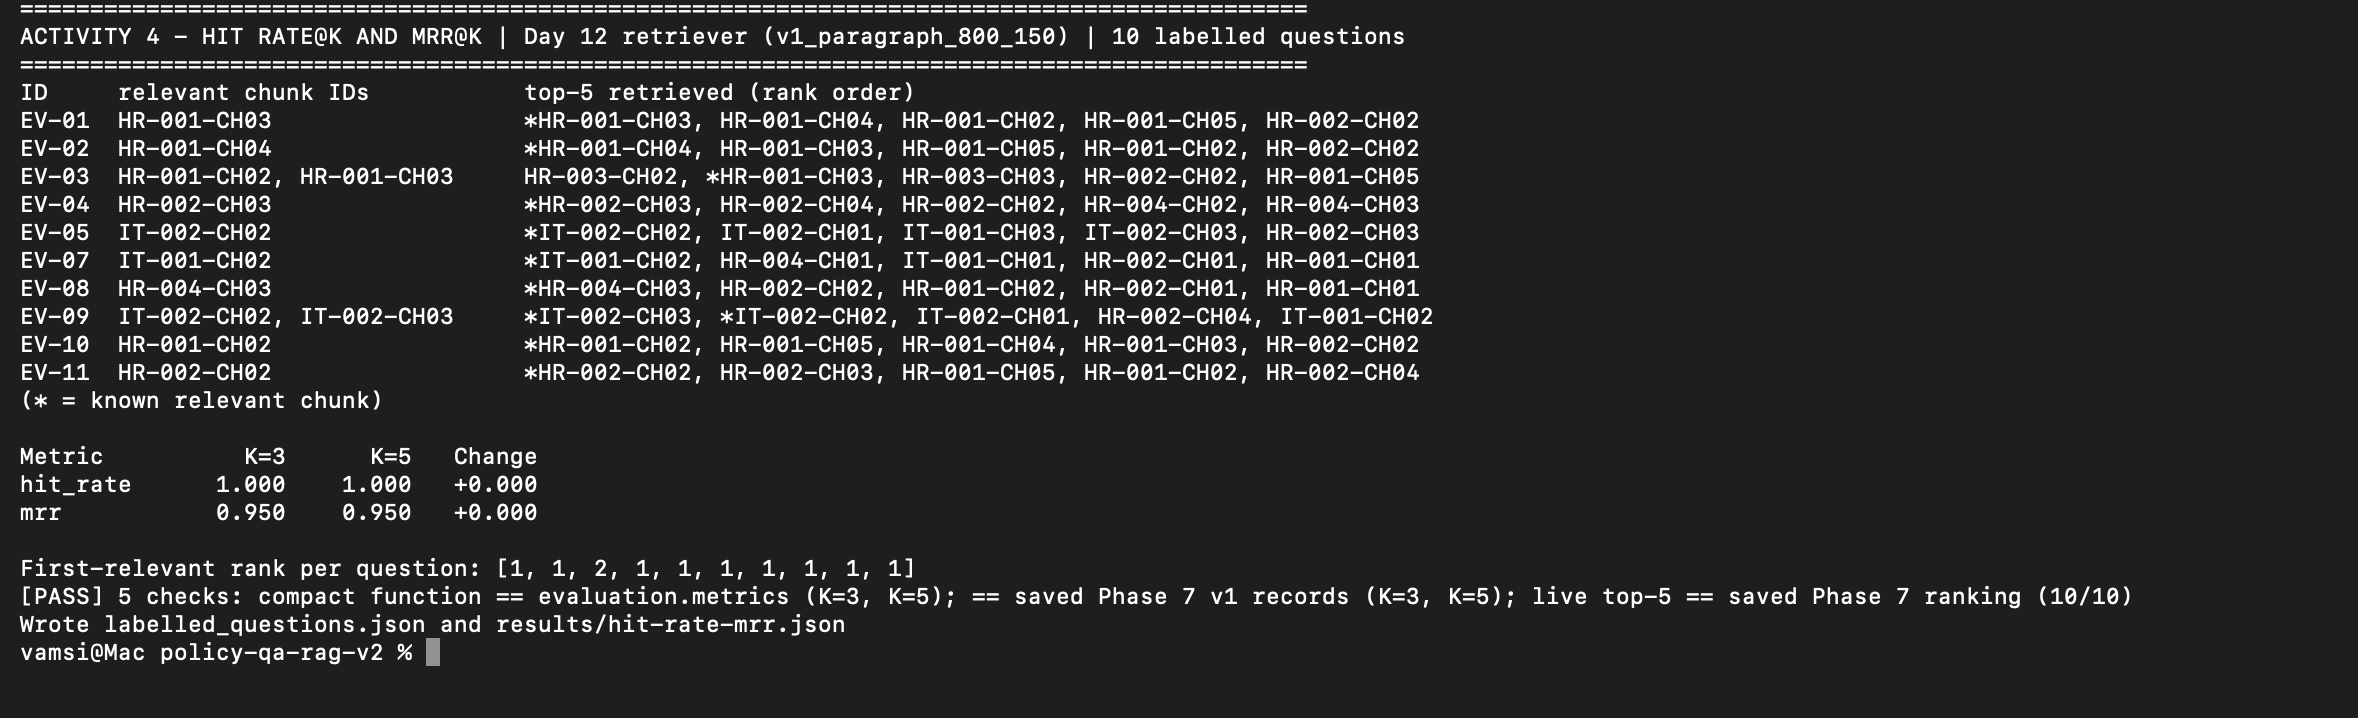 ============================================================================================
ACTIVITY 4 — HIT RATE@K AND MRR@K | Day 12 retriever (v1_paragraph_800_150) | 10 labelled questions
============================================================================================
ID     relevant chunk IDs           top-5 retrieved (rank order)
EV-01  HR-001-CH03                  *HR-001-CH03, HR-001-CH04, HR-001-CH02, HR-001-CH05, HR-002-CH02
EV-02  HR-001-CH04                  *HR-001-CH04, HR-001-CH03, HR-001-CH05, HR-001-CH02, HR-002-CH02
EV-03  HR-001-CH02, HR-001-CH03     HR-003-CH02, *HR-001-CH03, HR-003-CH03, HR-002-CH02, HR-001-CH05
EV-04  HR-002-CH03                  *HR-002-CH03, HR-002-CH04, HR-002-CH02, HR-004-CH02, HR-004-CH03
EV-05  IT-002-CH02                  *IT-002-CH02, IT-002-CH01, IT-001-CH03, IT-002-CH03, HR-002-CH03
EV-07  IT-001-CH02                  *IT-001-CH02, HR-004-CH01, IT-001-CH01, HR-002-CH01, HR-001-CH01
EV-08  HR-004-CH03                  *HR-004-CH03, HR-002-CH02, HR-001-CH02, HR-002-CH01, HR-001-CH01
EV-09  IT-002-CH02, IT-002-CH03     *IT-002-CH03, *IT-002-CH02, IT-002-CH01, HR-002-CH04, IT-001-CH02
EV-10  HR-001-CH02                  *HR-001-CH02, HR-001-CH05, HR-001-CH04, HR-001-CH03, HR-002-CH02
EV-11  HR-002-CH02                  *HR-002-CH02, HR-002-CH03, HR-001-CH05, HR-001-CH02, HR-002-CH04
(* = known relevant chunk)
Metric          K=3      K=5   Change
hit_rate      1.000    1.000   +0.000
mrr           0.950    0.950   +0.000
First-relevant rank per question: [1, 1, 2, 1, 1, 1, 1, 1, 1, 1]
[PASS] 5 checks: compact function == evaluation.metrics (K=3, K=5); == saved Phase 7 v1 records (K=3, K=5); live top-5 == saved Phase 7 ranking (10/10)
Wrote labelled_questions.json and results/hit-rate-mrr.json
vamsi@Mac policy-qa-rag-v2 %